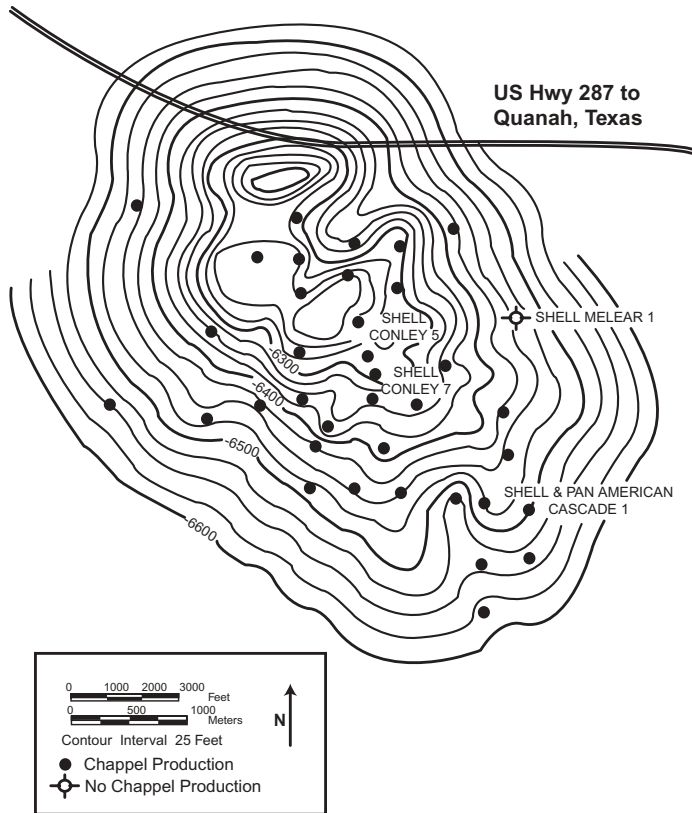 US Hwy 287 to
Quanah, Texas
SHELL MELEAR 1
SHELL
CONLEY 5
-6300
SHELL
CONLEY 7
-6400
-6500
SHELL & PAN AMERICAN
CASCADE 1
-6600
0 1000 2000 3000
Feet
0 500 1000
Meters
N
Contour Interval 25 Feet
Chappel Production
No Chappel Production